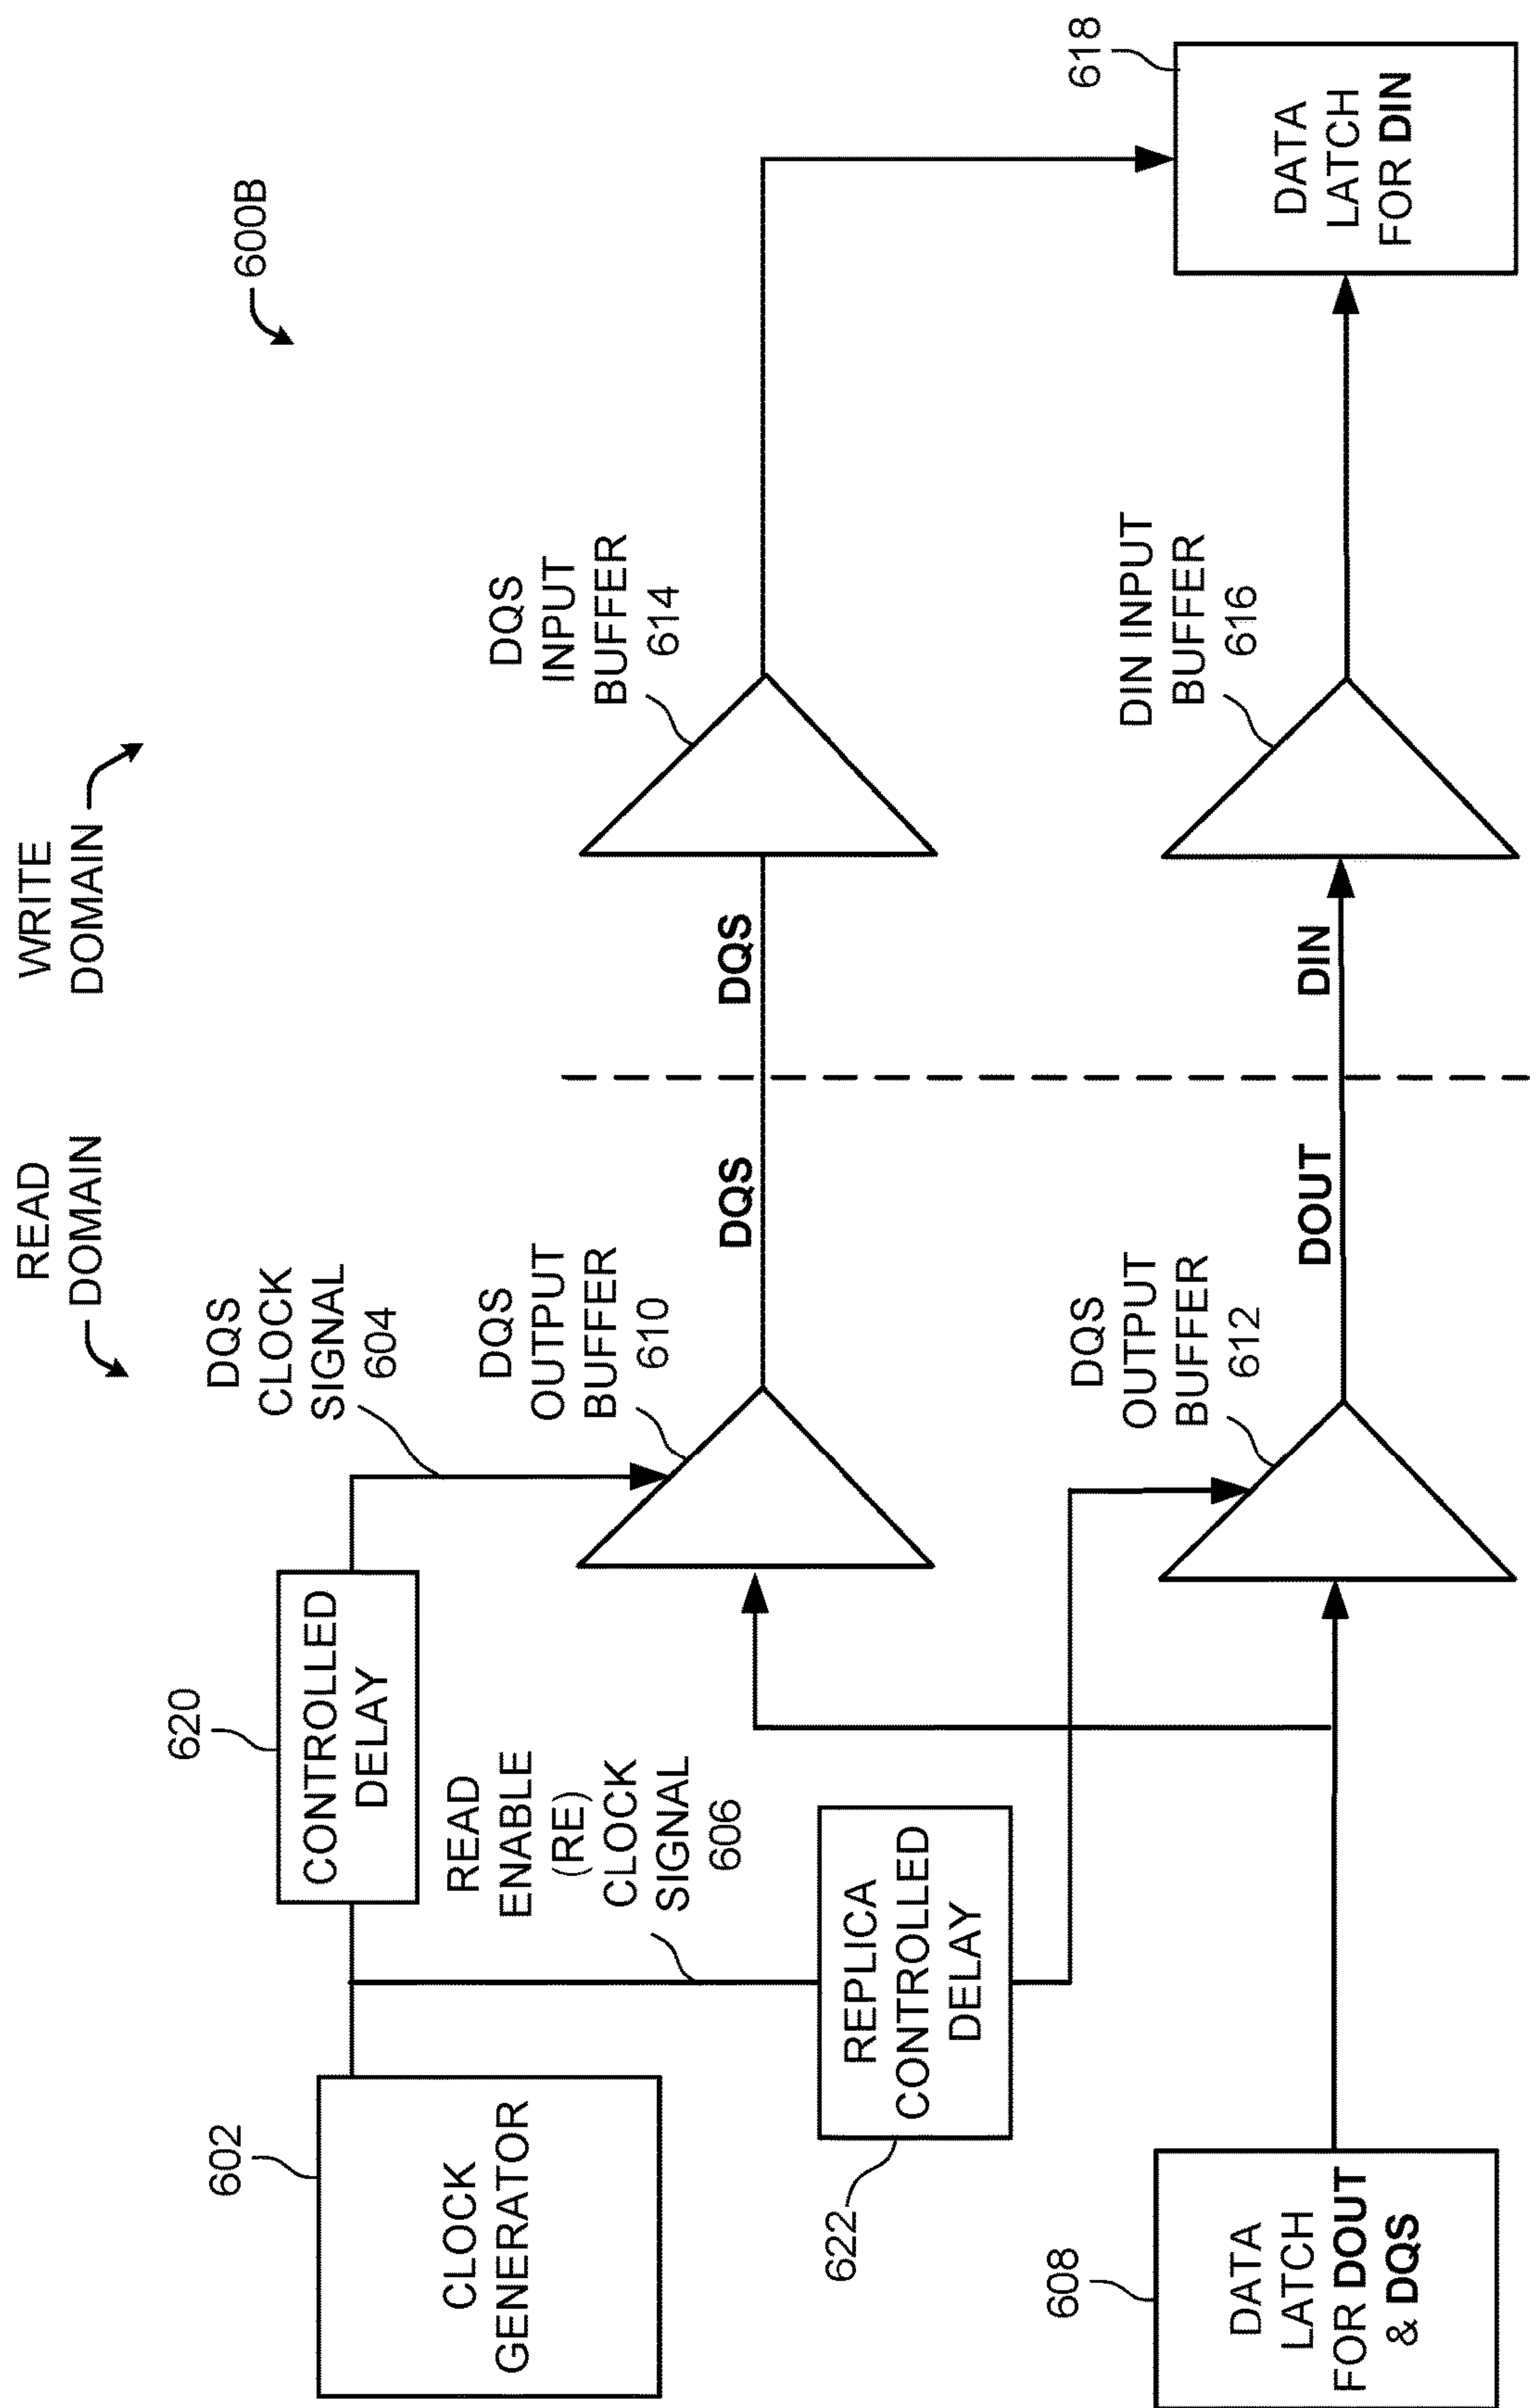 READ
DOMAIN
WRITE
DOMAIN
600B
602
CLOCK
GENERATOR
620
CONTROLLED
DELAY
DQS
CLOCK
SIGNAL
604
READ
ENABLE
(RE)
CLOCK
SIGNAL
606
DQS
OUTPUT
BUFFER
610
DQS
DQS
DQS
INPUT
BUFFER
614
622
REPLICA
CONTROLLED
DELAY
608
DATA
LATCH
FOR DOUT
& DQS
DQS
OUTPUT
BUFFER
612
DOUT
DIN
DIN INPUT
BUFFER
616
618
DATA
LATCH
FOR DIN